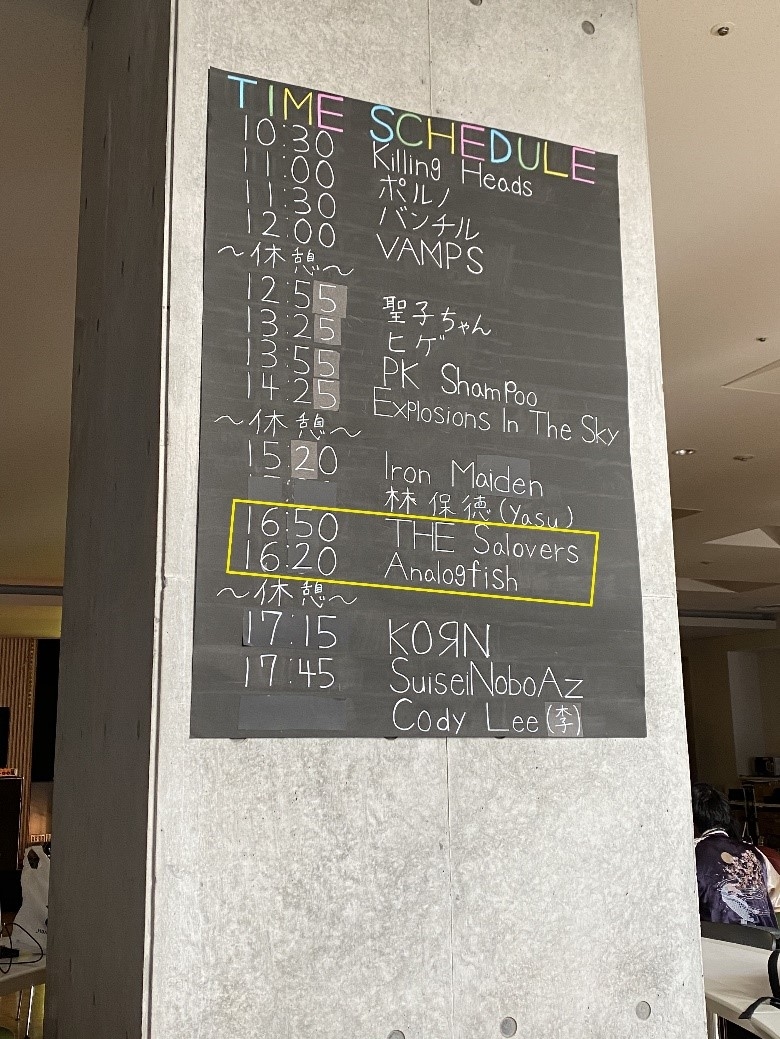 TIME SCHEDULE
10:30 Killing Heads
11:00 ポルノ
11:30 バンチル
12:00 VAMPS
～休憩～
12:55 聖子ちゃん
13:25 ヒゲ
13:55 PK ShamPoo
14:25 Explosions In The Sky
～休憩～
15:20 Iron Maiden
林保徳(Yasu)
16:50 THE Salovers
16:20 Analogfish
～休憩～
17:15 KOЯN
17:45 SuiseiNoboAz
Cody Lee(李)